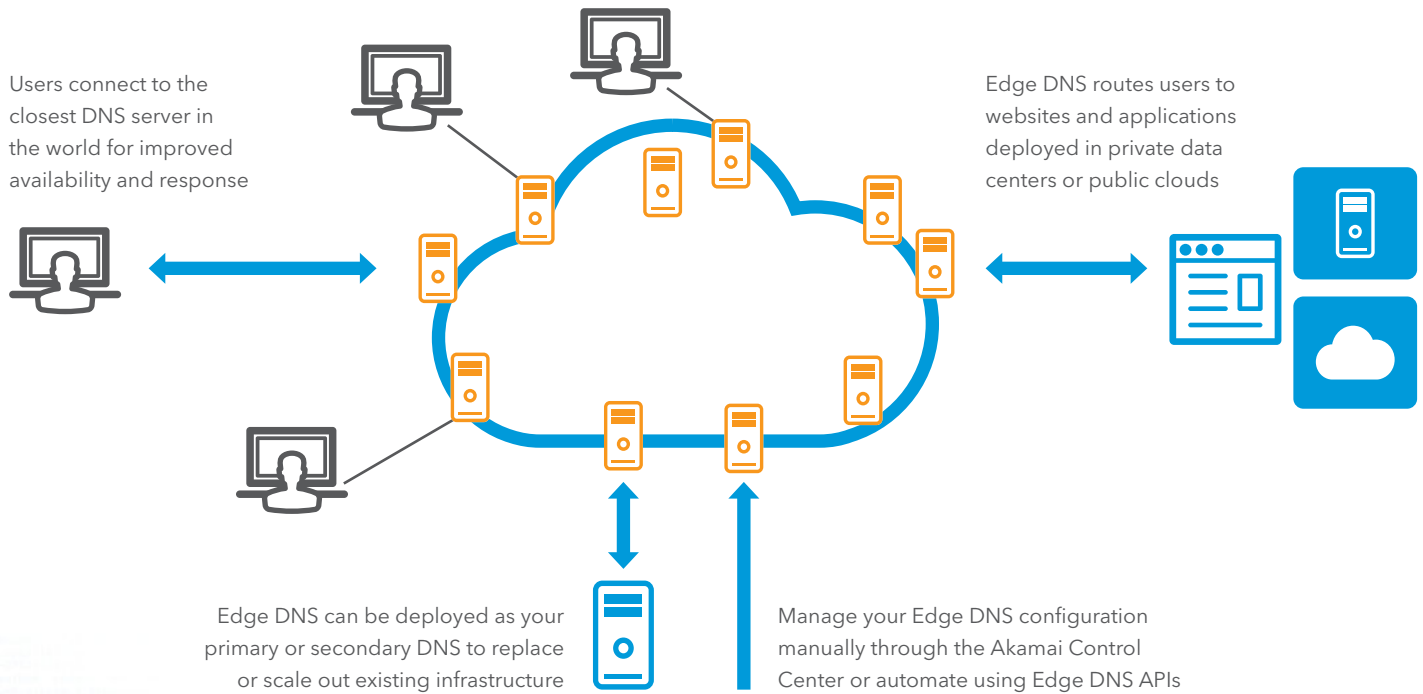 Users connect to the
closest DNS server in
the world for improved
availability and response
Edge DNS routes users to
websites and applications
deployed in private data
centers or public clouds
Edge DNS can be deployed as your
primary or secondary DNS to replace
or scale out existing infrastructure
Manage your Edge DNS configuration
manually through the Akamai Control
Center or automate using Edge DNS APIs